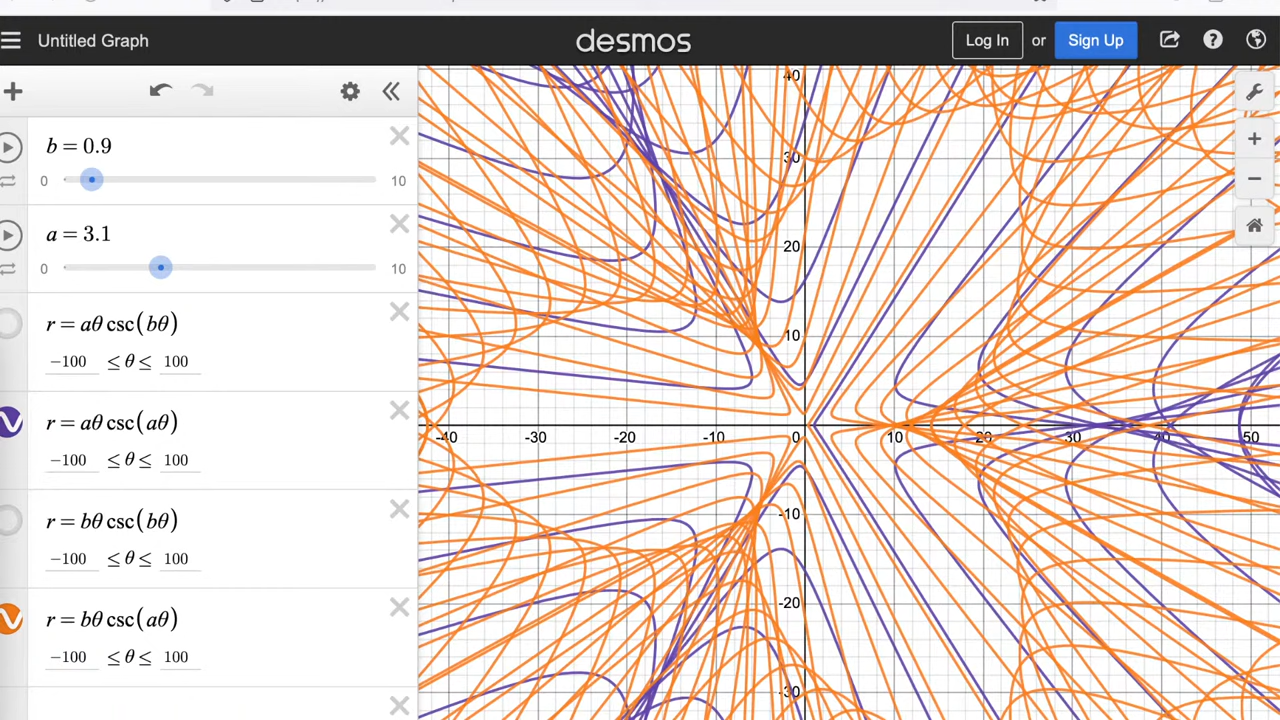 Untitled Graph
desmos
Log In or Sign Up
b = 0.9
0 10
a = 3.1
0 10
r = aθ csc(bθ)
−100 ≤ θ ≤ 100
r = aθ csc(aθ)
−100 ≤ θ ≤ 100
r = bθ csc(bθ)
−100 ≤ θ ≤ 100
r = bθ csc(aθ)
−100 ≤ θ ≤ 100
40
30
20
10
-40 -30 -20 -10 0 10 20 30 40 50
-10
-20
-30